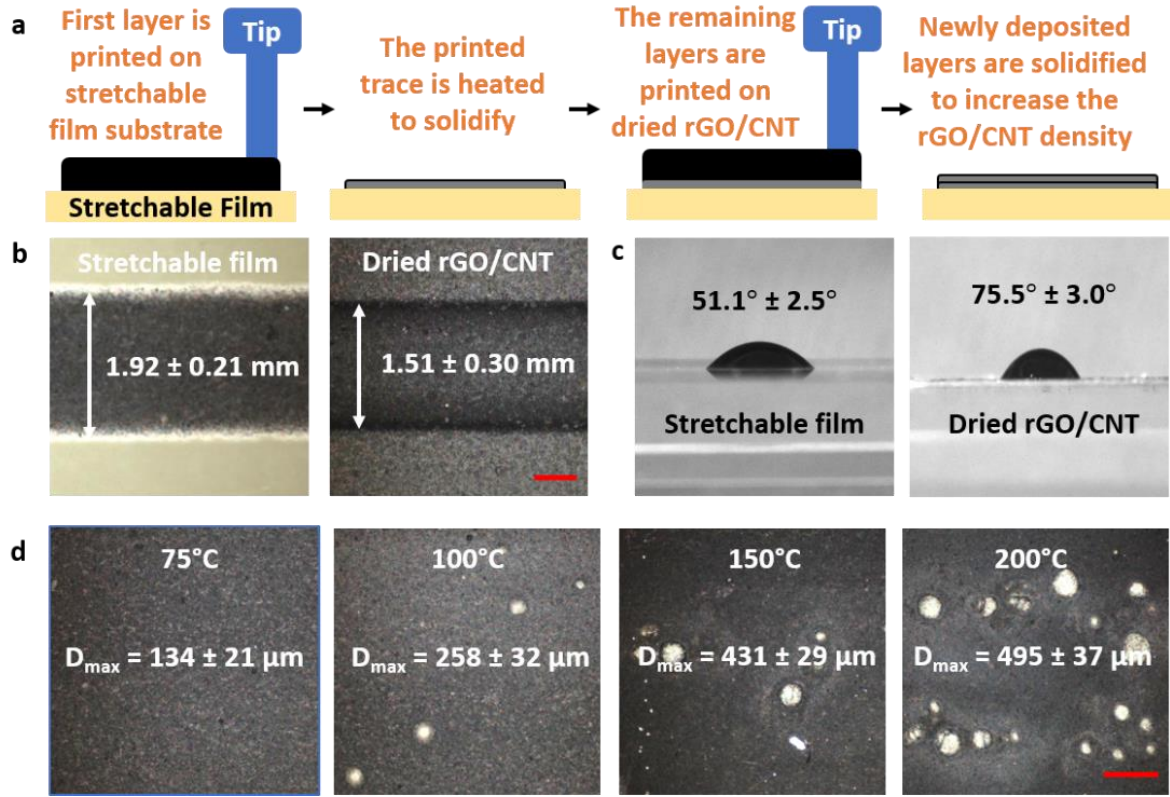 a
First layer is
printed on
stretchable
film substrate
Tip
Stretchable Film
The printed
trace is heated
to solidify
The remaining
layers are
printed on
dried rGO/CNT
Tip
Newly deposited
layers are solidified
to increase the
rGO/CNT density
b
Stretchable film
1.92 ± 0.21 mm
Dried rGO/CNT
1.51 ± 0.30 mm
c
51.1° ± 2.5°
Stretchable film
75.5° ± 3.0°
Dried rGO/CNT
d
75°C
Dmax = 134 ± 21 µm
100°C
Dmax = 258 ± 32 µm
150°C
Dmax = 431 ± 29 µm
200°C
Dmax = 495 ± 37 µm